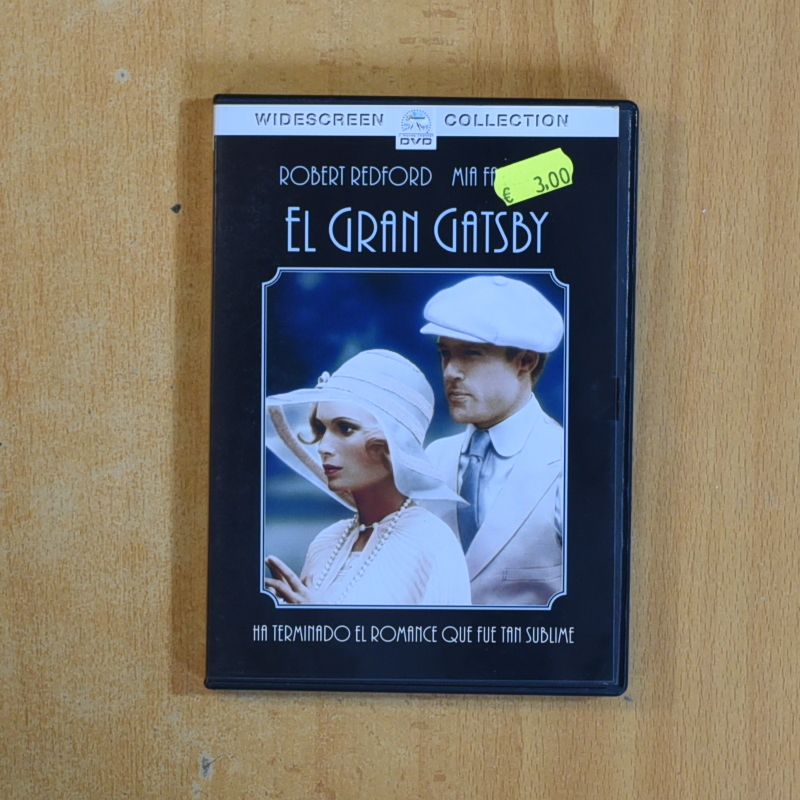 WIDESCREEN DVD COLLECTION
ROBERT REDFORD MIA
€ 3,00
EL GRAN GATSBY
HA TERMINADO EL ROMANCE QUE FUE TAN SUBLIME